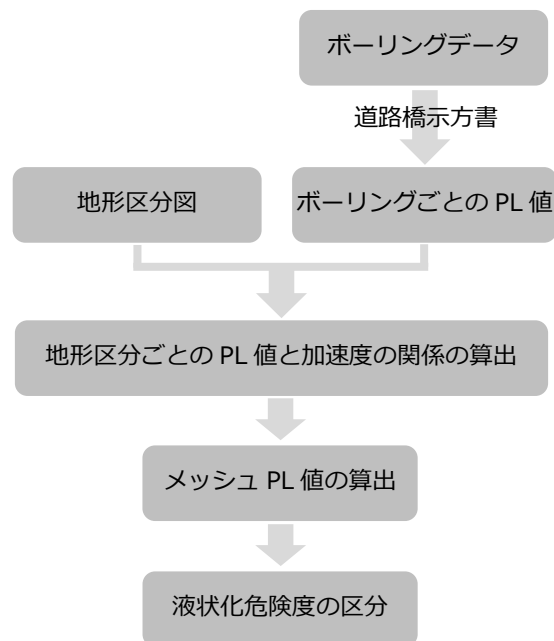 ボーリングデータ
道路橋示方書
地形区分図
ボーリングごとの PL 値
地形区分ごとの PL 値と加速度の関係の算出
メッシュ PL 値の算出
液状化危険度の区分